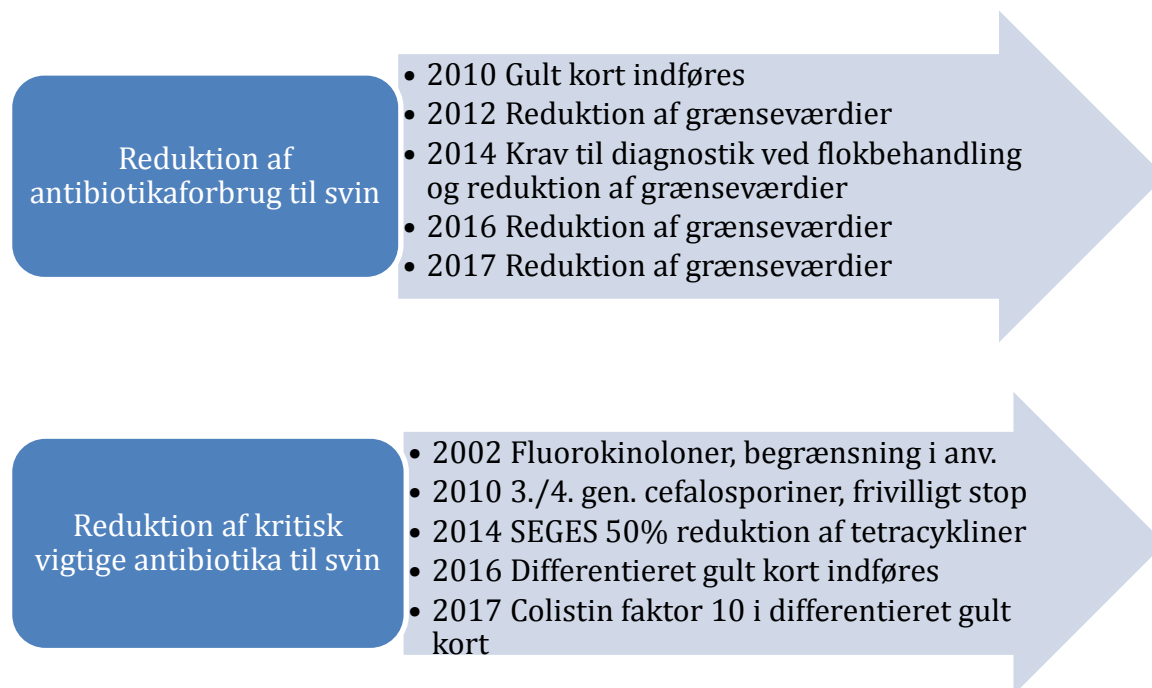 Reduktion af
antibiotikaforbrug til svin
• 2010 Gult kort indføres
• 2012 Reduktion af grænseværdier
• 2014 Krav til diagnostik ved flokbehandling
og reduktion af grænseværdier
• 2016 Reduktion af grænseværdier
• 2017 Reduktion af grænseværdier
Reduktion af kritisk
vigtige antibiotika til svin
• 2002 Fluorokinoloner, begrænsning i anv.
• 2010 3./4. gen. cefalosporiner, frivilligt stop
• 2014 SEGES 50% reduktion af tetracykliner
• 2016 Differentieret gult kort indføres
• 2017 Colistin faktor 10 i differentieret gult
kort